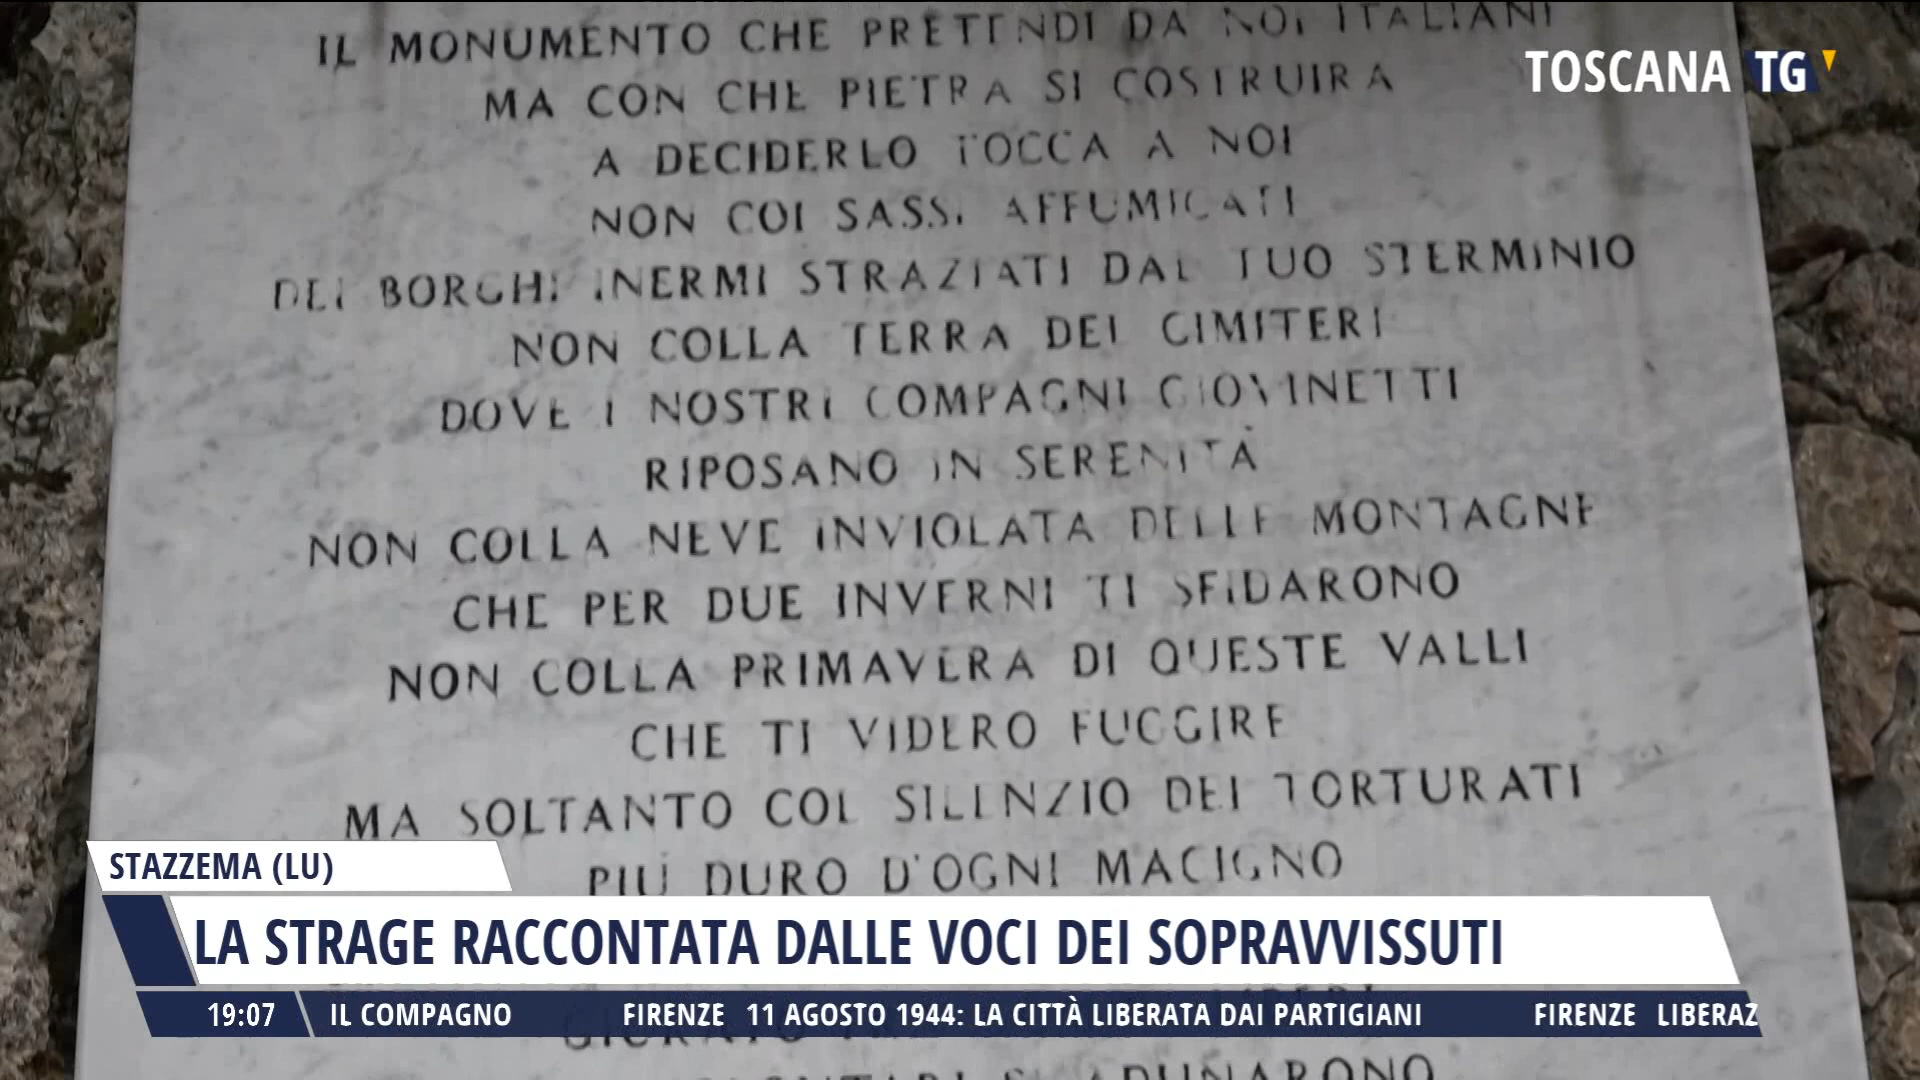 IL MONUMENTO CHE PRETENDI DA NOI ITALIANI
TOSCANA TG
MA CON CHE PIETRA SI COSTRUIRA
A DECIDERLO TOCCA A NOI
NON COI SASSI AFFUMICATI
DEI BORGHI INERMI STRAZIATI DAL TUO STERMINIO
NON COLLA TERRA DEI CIMITERI
DOVE I NOSTRI COMPAGNI GIOVINETTI
RIPOSANO IN SERENITÀ
NON COLLA NEVE INVIOLATA DELLE MONTAGNE
CHE PER DUE INVERNI TI SFIDARONO
NON COLLA PRIMAVERA DI QUESTE VALLI
CHE TI VIDERO FUGGIRE
MA SOLTANTO COL SILENZIO DEI TORTURATI
PIÙ DURO D'OGNI MACIGNO
STAZZEMA (LU)
LA STRAGE RACCONTATA DALLE VOCI DEI SOPRAVVISSUTI
19:07 IL COMPAGNO FIRENZE 11 AGOSTO 1944: LA CITTÀ LIBERATA DAI PARTIGIANI FIRENZE LIBERAZ
ADUNARONO